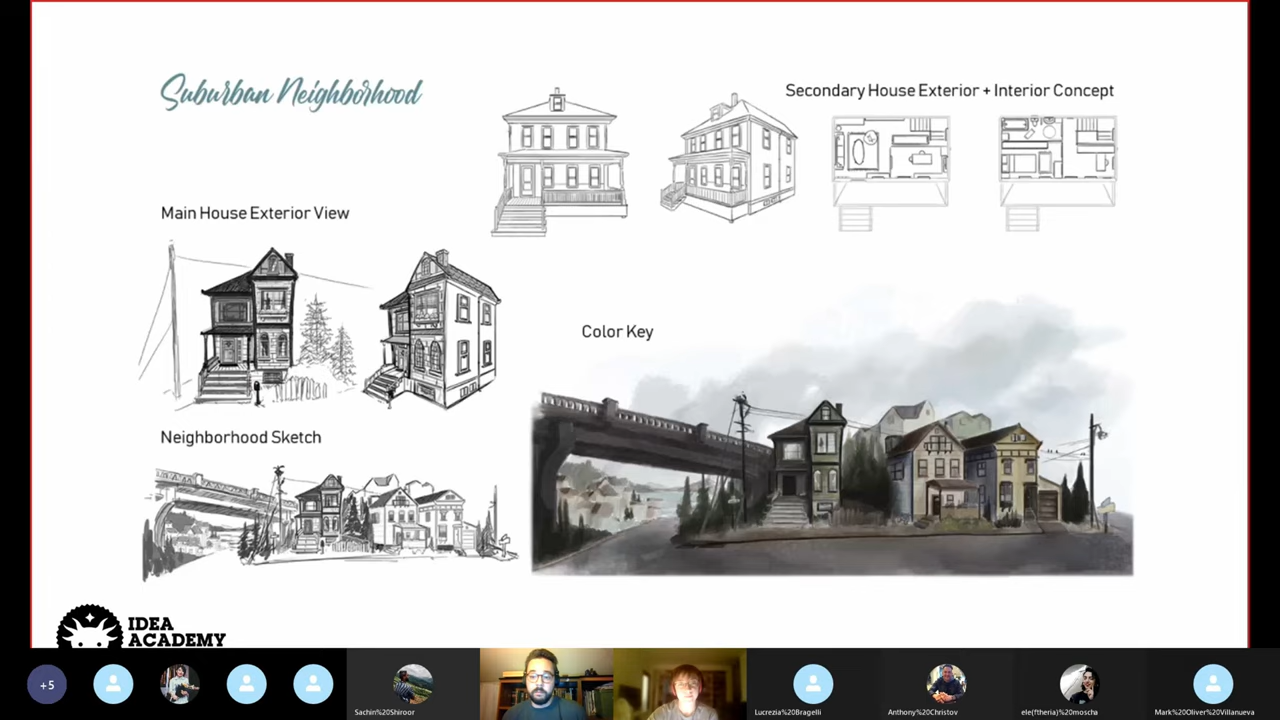 Suburban Neighborhood
Secondary House Exterior + Interior Concept
Main House Exterior View
Color Key
Neighborhood Sketch
IDEA
ACADEMY
+5
Sachin%20Shiroor
Lucrezia%20Bragelli
Anthony%20Christov
ele(ftheria)%20moscha
Mark%20Oliver%20Villanueva